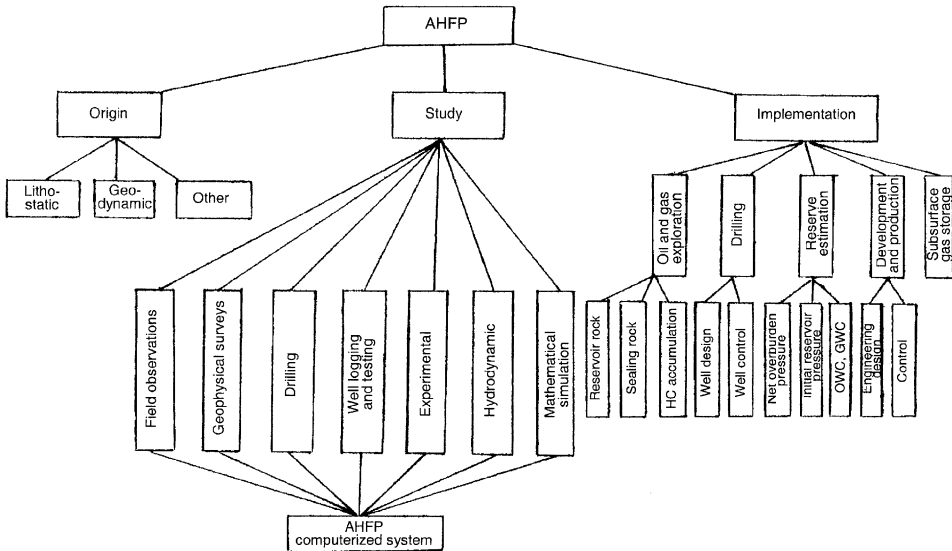 AHFP
Origin
Study
Implementation
Litho-
static
Geo-
dynamic
Other
Oil and gas
exploration
Drilling
Reserve
estimation
Development
and production
Subsurface
gas storage
Field observations
Geophysical surveys
Drilling
Well logging
and testing
Experimental
Hydrodynamic
Mathematical
simulation
Reservoir rock
Sealing rock
HC accumulation
Well design
Well control
Net overburden
pressure
Initial reservoir
pressure
OWC, GWC
Engineering
design
Control
AHFP
computerized system